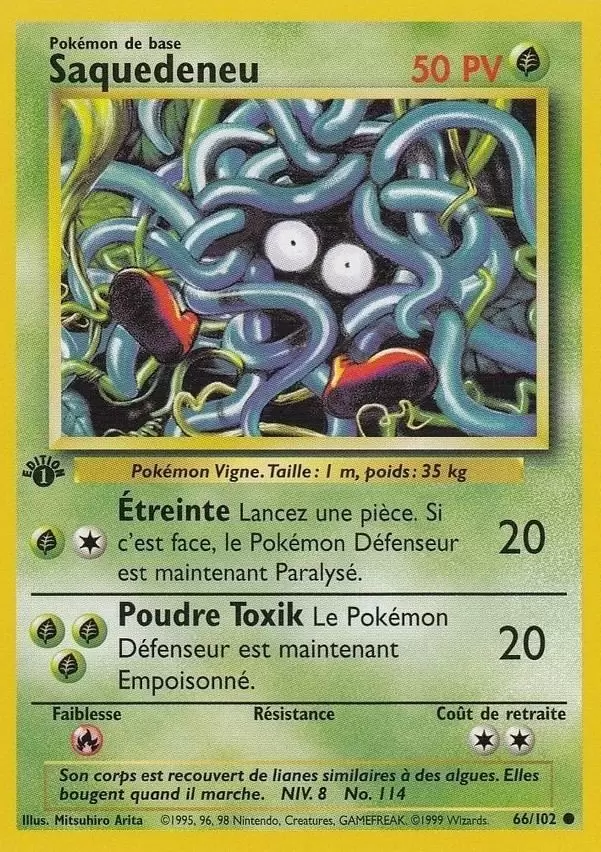 Pokémon de base
Saquedeneu 50 PV
EDITION
1
Pokémon Vigne. Taille : 1 m, poids : 35 kg
Étreinte Lancez une pièce. Si
c'est face, le Pokémon Défenseur 20
est maintenant Paralysé.
Poudre Toxik Le Pokémon
Défenseur est maintenant 20
Empoisonné.
Faiblesse Résistance Coût de retraite
Son corps est recouvert de lianes similaires à des algues. Elles
bougent quand il marche. NIV. 8 No. 114
Illus. Mitsuhiro Arita ©1995, 96, 98 Nintendo, Creatures, GAMEFREAK. ©1999 Wizards. 66/102